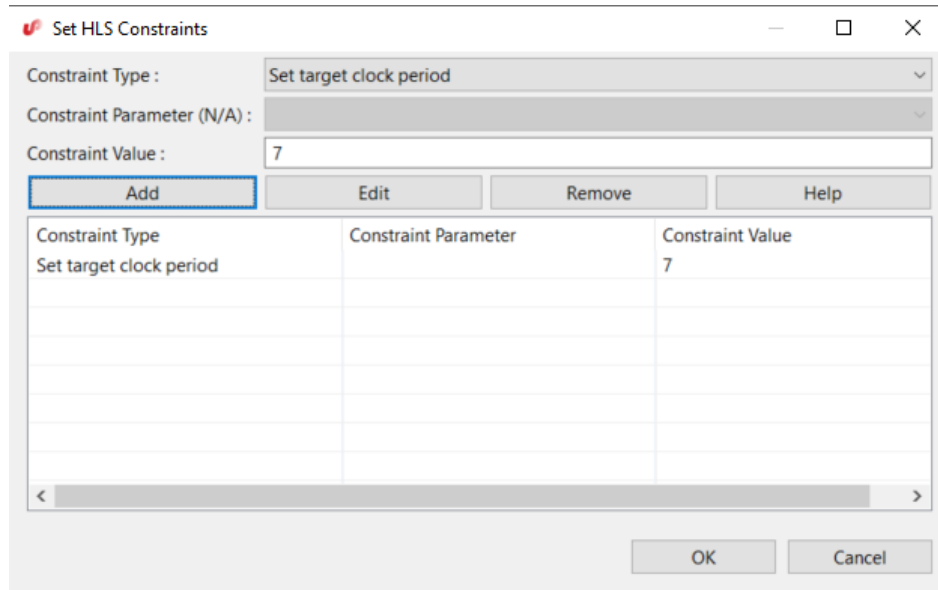 Set HLS Constraints
Constraint Type : Set target clock period
Constraint Parameter (N/A) :
Constraint Value : 7
Add Edit Remove Help
Constraint Type Constraint Parameter Constraint Value
Set target clock period 7
OK Cancel